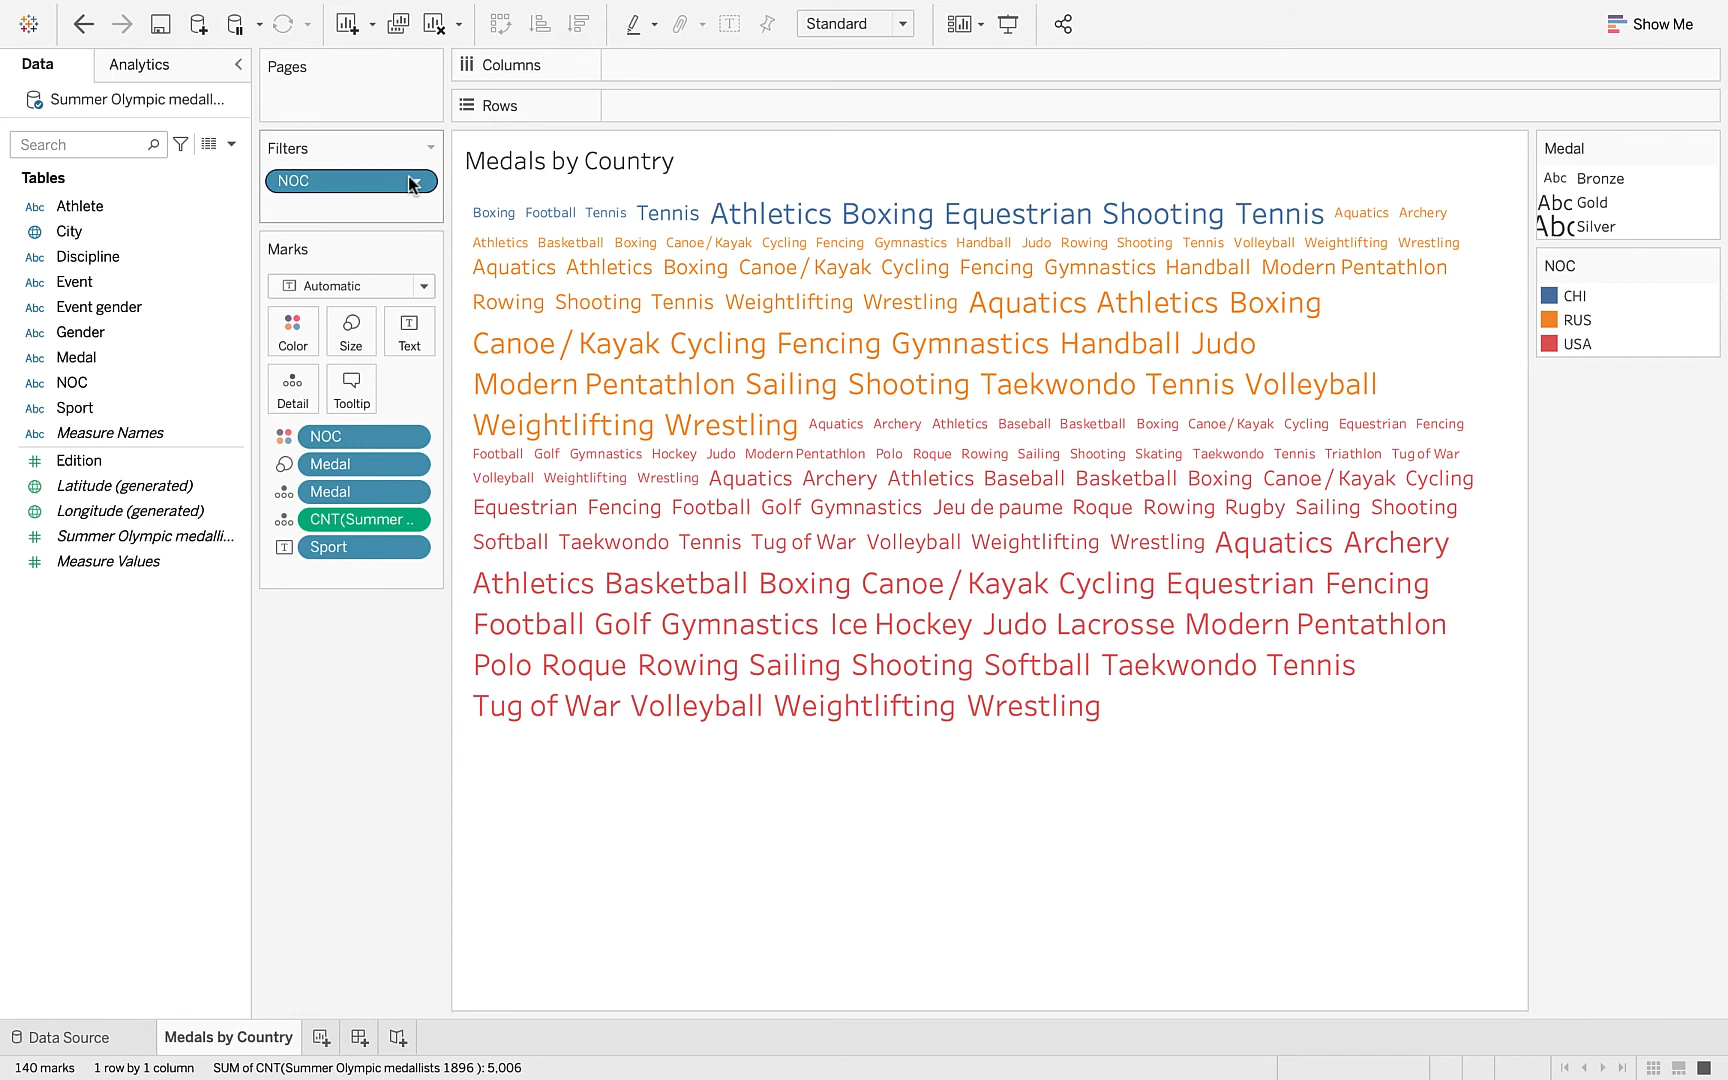 Standard
Show Me
Data
Analytics
Summer Olympic medall...
Search
Tables
Abc Athlete
City
Abc Discipline
Abc Event
Abc Event gender
Abc Gender
Abc Medal
Abc NOC
Abc Sport
Abc Measure Names
Edition
Latitude (generated)
Longitude (generated)
Summer Olympic medalli...
Measure Values
Pages
Filters
NOC
Marks
Automatic
Color Size Text
Detail Tooltip
NOC
Medal
Medal
CNT(Summer ..
Sport
Columns
Rows
Medals by Country
Boxing Football Tennis Tennis Athletics Boxing Equestrian Shooting Tennis Aquatics Archery
Athletics Basketball Boxing Canoe / Kayak Cycling Fencing Gymnastics Handball Judo Rowing Shooting Tennis Volleyball Weightlifting Wrestling
Aquatics Athletics Boxing Canoe / Kayak Cycling Fencing Gymnastics Handball Modern Pentathlon
Rowing Shooting Tennis Weightlifting Wrestling Aquatics Athletics Boxing
Canoe / Kayak Cycling Fencing Gymnastics Handball Judo
Modern Pentathlon Sailing Shooting Taekwondo Tennis Volleyball
Weightlifting Wrestling Aquatics Archery Athletics Baseball Basketball Boxing Canoe / Kayak Cycling Equestrian Fencing
Football Golf Gymnastics Hockey Judo Modern Pentathlon Polo Roque Rowing Sailing Shooting Skating Taekwondo Tennis Triathlon Tug of War
Volleyball Weightlifting Wrestling Aquatics Archery Athletics Baseball Basketball Boxing Canoe / Kayak Cycling
Equestrian Fencing Football Golf Gymnastics Jeu de paume Roque Rowing Rugby Sailing Shooting
Softball Taekwondo Tennis Tug of War Volleyball Weightlifting Wrestling Aquatics Archery
Athletics Basketball Boxing Canoe / Kayak Cycling Equestrian Fencing
Football Golf Gymnastics Ice Hockey Judo Lacrosse Modern Pentathlon
Polo Roque Rowing Sailing Shooting Softball Taekwondo Tennis
Tug of War Volleyball Weightlifting Wrestling
Medal
Abc Bronze
Abc Gold
Abc Silver
NOC
CHI
RUS
USA
Data Source
Medals by Country
140 marks 1 row by 1 column SUM of CNT(Summer Olympic medallists 1896 ): 5,006